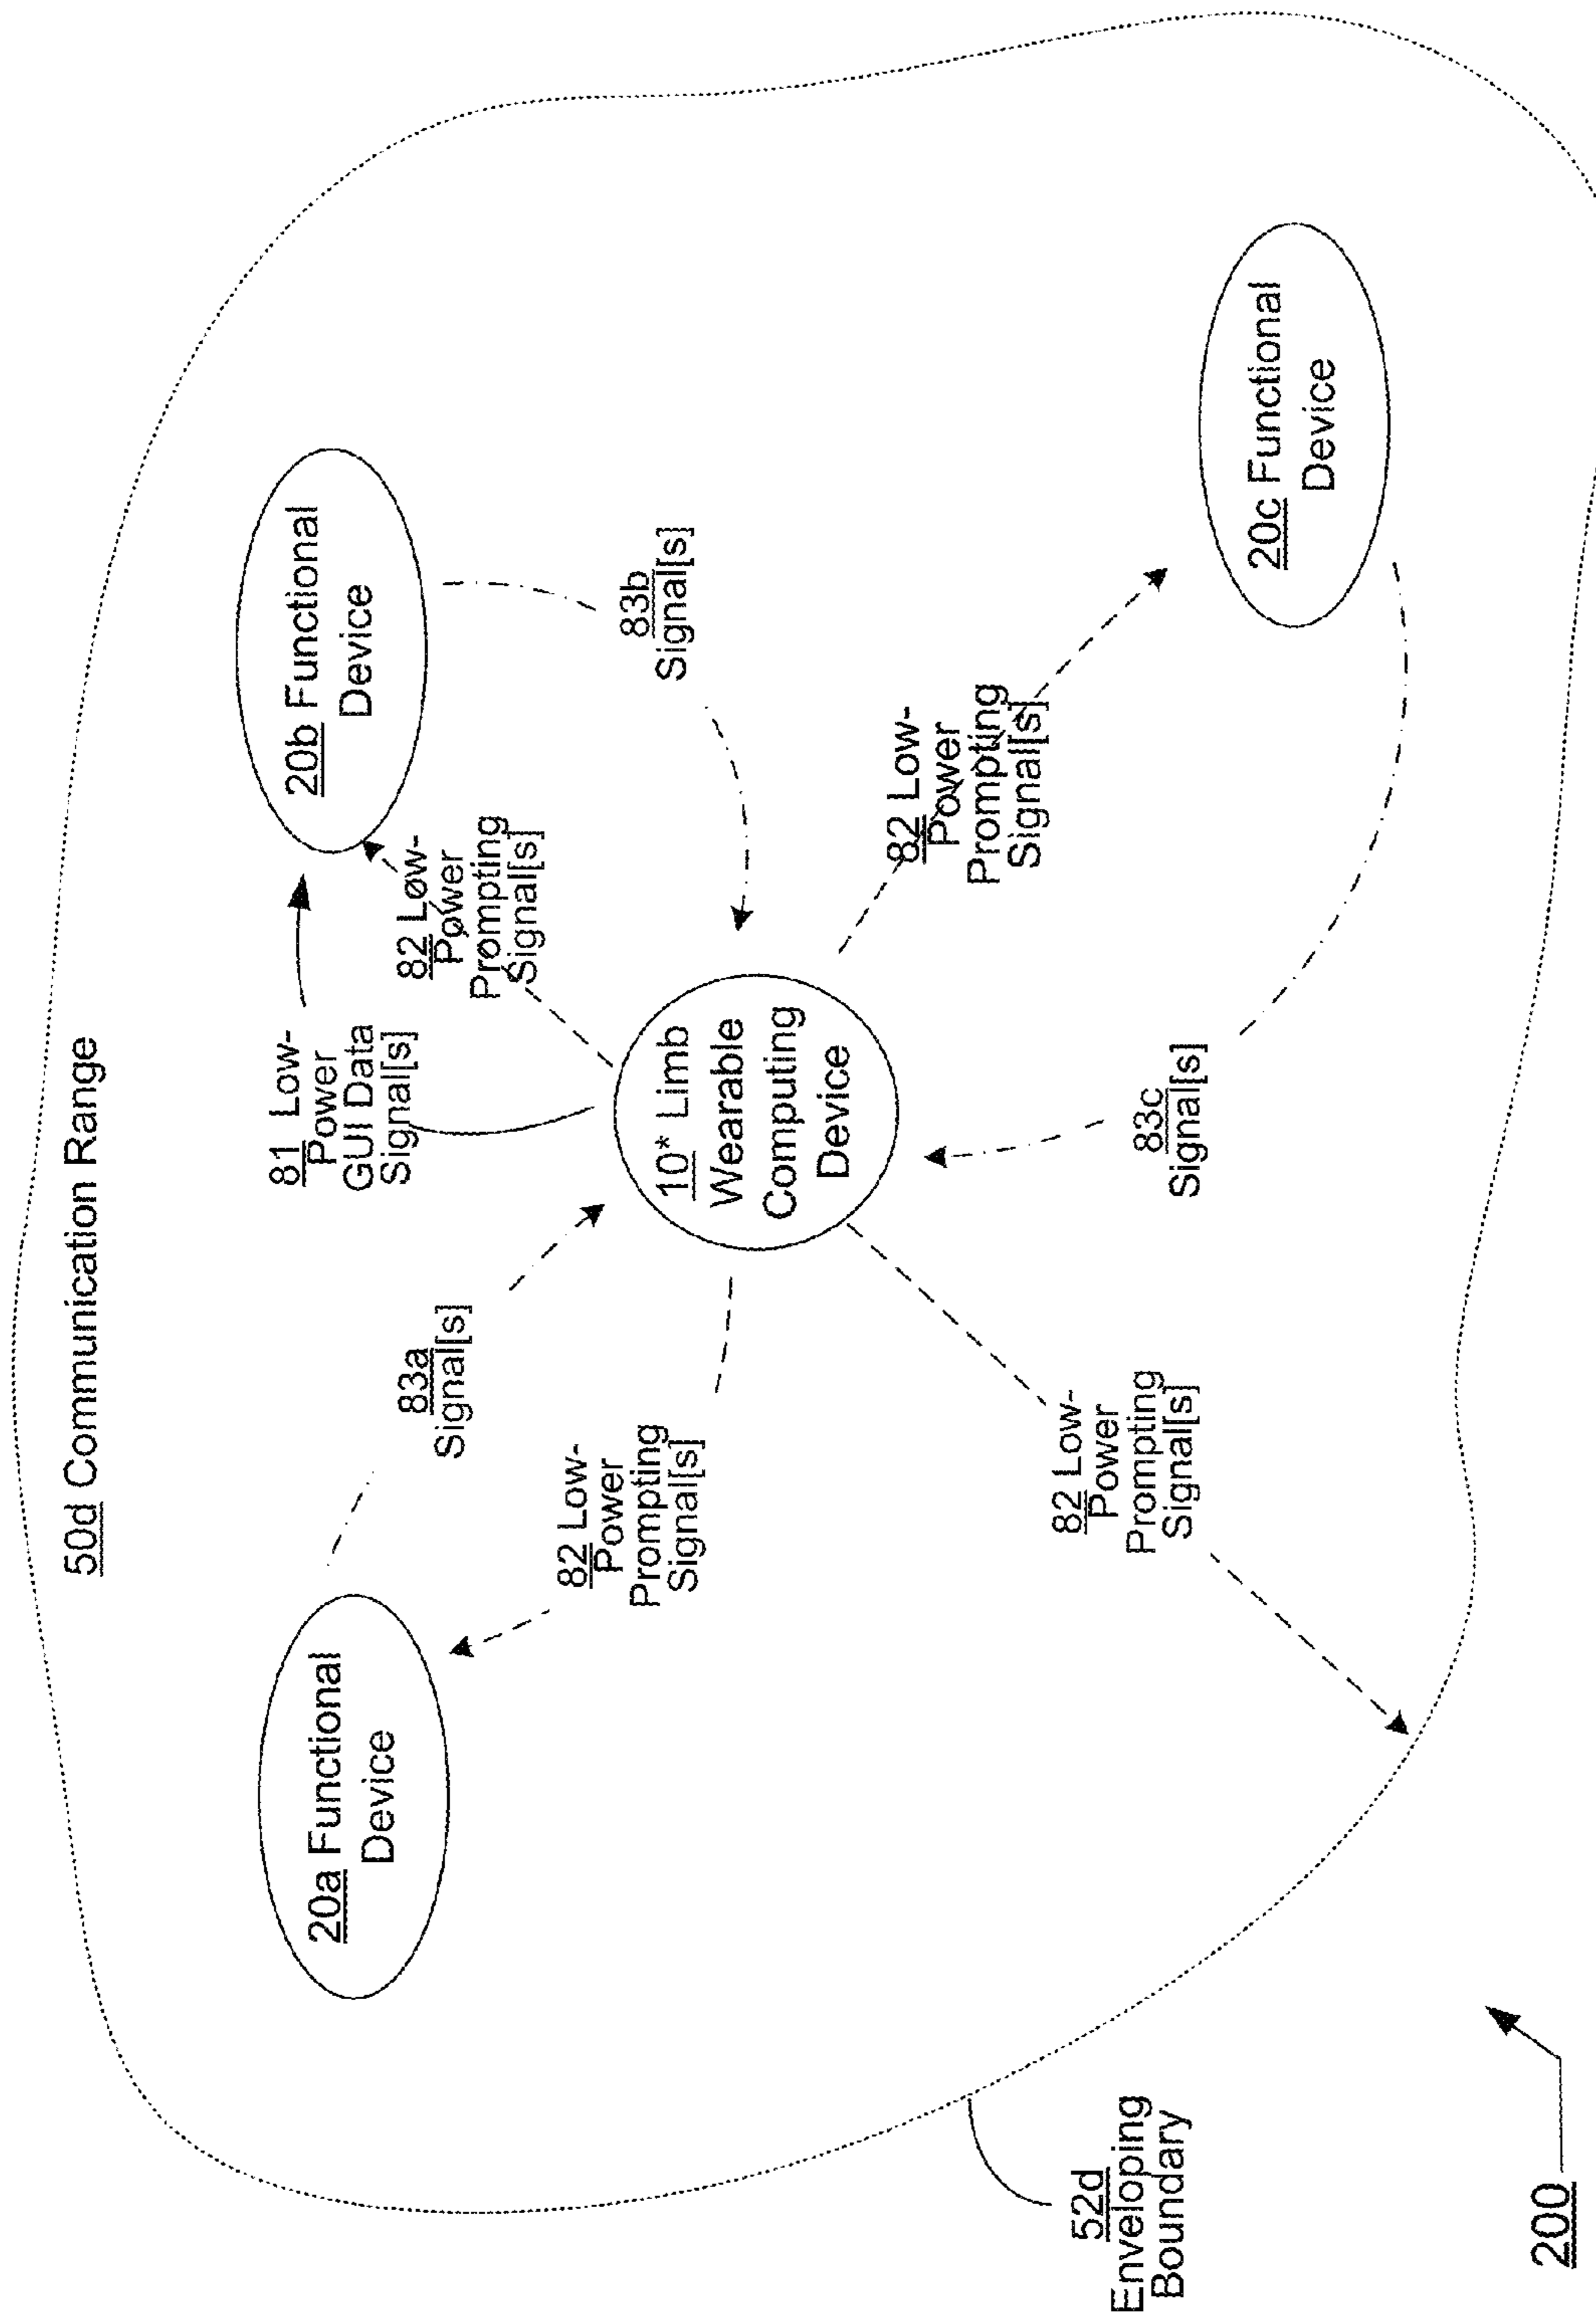 50d Communication Range
20a Functional
Device
83a
Signal[s]
82 Low-
Power
Prompting
Signal[s]
81 Low-
Power
GUI Data
Signal[s]
82 Low-
Power
Prompting
Signal[s]
20b Functional
Device
83b
Signal[s]
10* Limb
Wearable
Computing
Device
82 Low-
Power
Prompting
Signal[s]
20c Functional
Device
83c
Signal[s]
82 Low-
Power
Prompting
Signal[s]
52d
Enveloping
Boundary
200